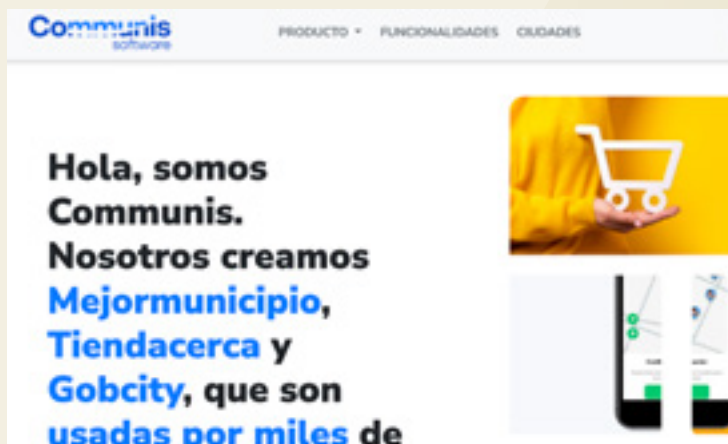 Communis
software
PRODUCTO FUNCIONALIDADES CIUDADES
Hola, somos
Communis.
Nosotros creamos
Mejormunicipio,
Tiendacerca y
Gobcity, que son
usadas por miles de